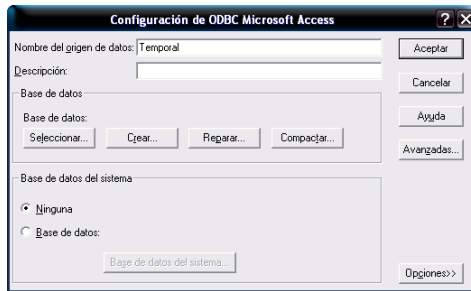 Configuración de ODBC Microsoft Access
Nombre del origen de datos: Temporal
Aceptar
Descripción:
Cancelar
Base de datos
Ayuda
Base de datos:
Seleccionar... Crear... Reparar... Compactar...
Avanzadas...
Base de datos del sistema
Ninguna
Base de datos:
Base de datos del sistema...
Opciones>>